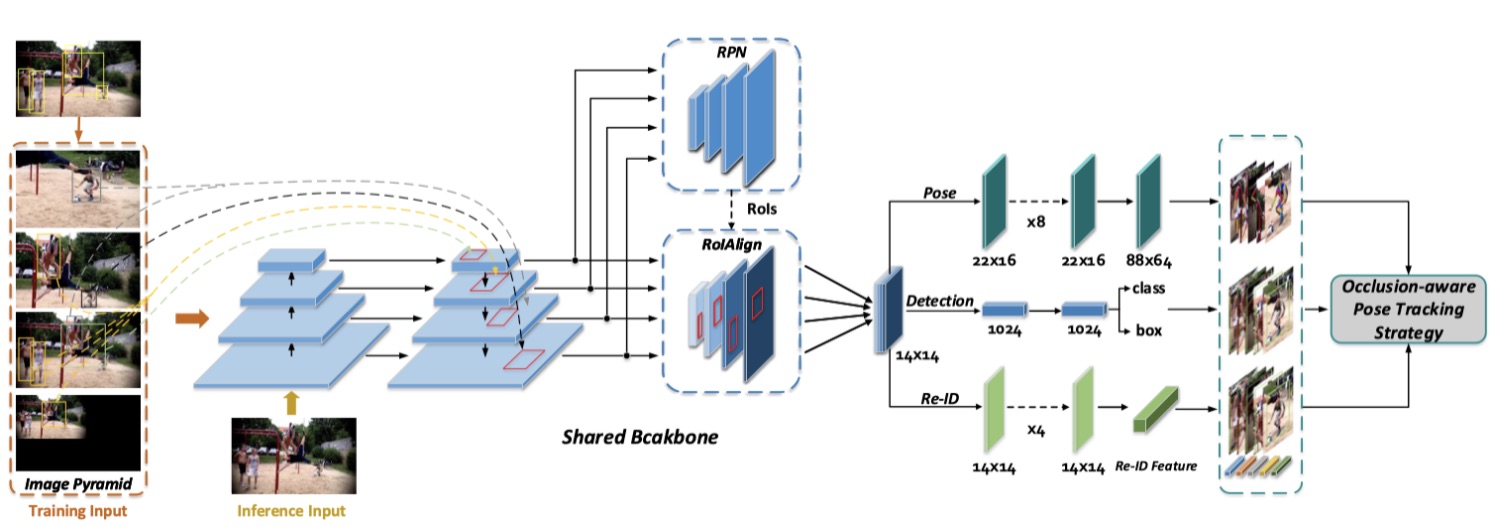 RPN
RoIs
RoIAlign
Pose
x8
22x16
22x16
88x64
Detection
class
1024
1024
box
14x14
Re-ID
x4
14x14
14x14
Re-ID Feature
Occlusion-aware
Pose Tracking
Strategy
Shared Bcakbone
Image Pyramid
Training Input
Inference Input